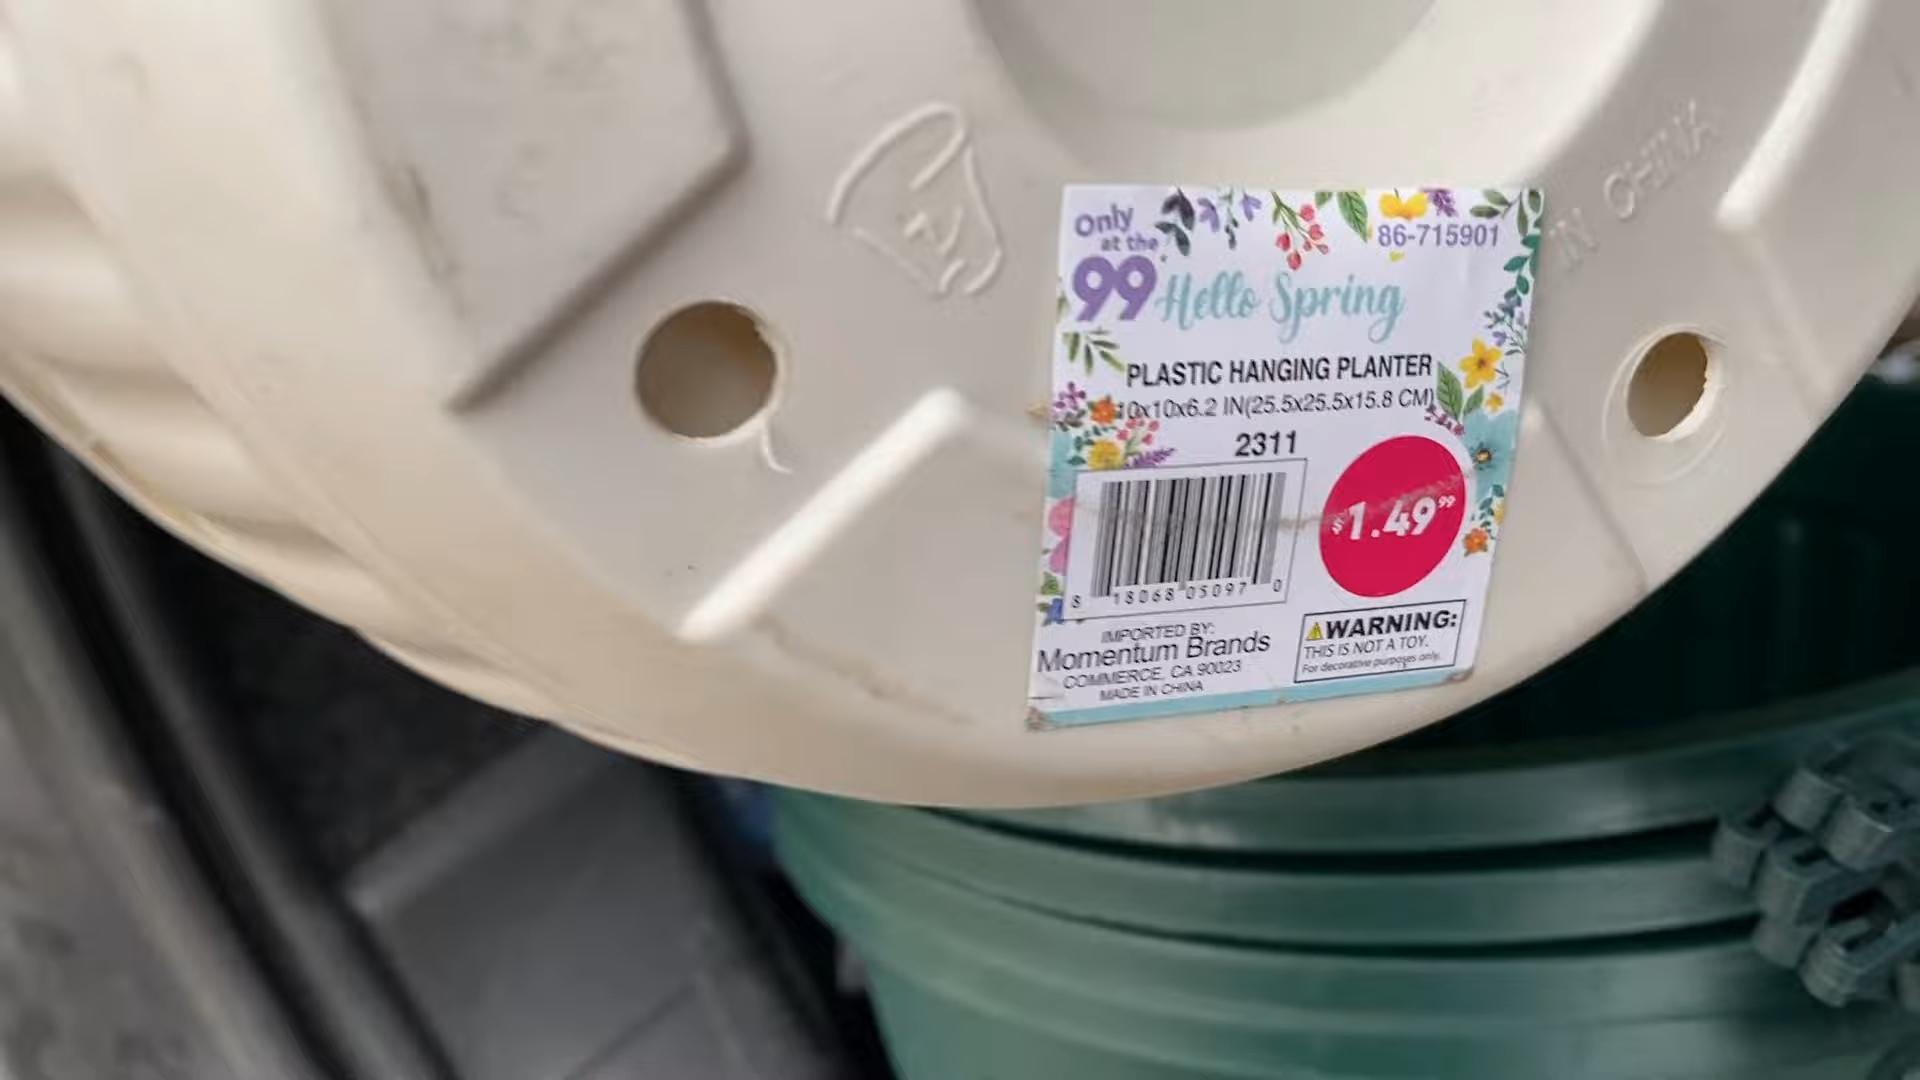 Only
at the
99
86-715901
Hello Spring
PLASTIC HANGING PLANTER
10x10x6.2 IN(25.5x25.5x15.8 CM)
2311
$1.49⁹⁹
8 18068 05097 0
IMPORTED BY:
Momentum Brands
COMMERCE, CA 90023
MADE IN CHINA
WARNING:
THIS IS NOT A TOY.
For decorative purposes only.
IN CHINA